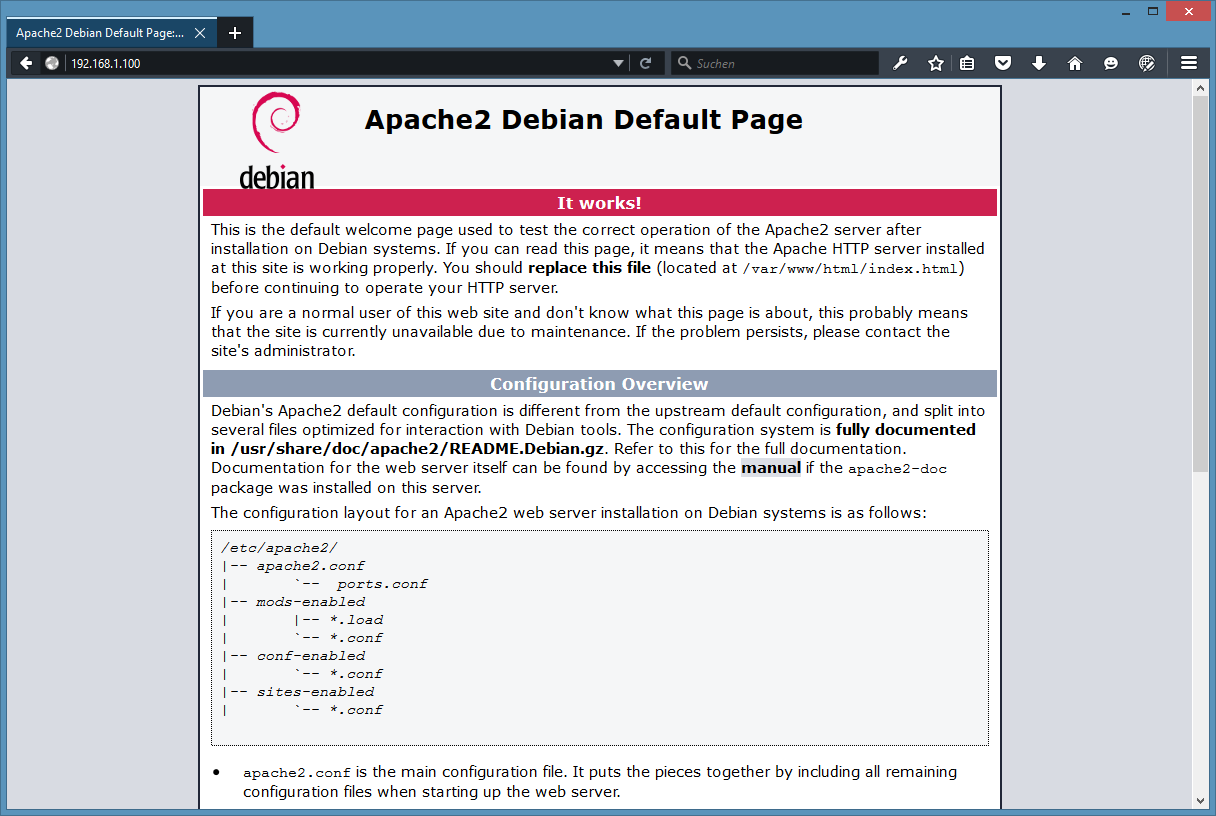 Apache2 Debian Default Page:...
192.168.1.100
Suchen
debian
Apache2 Debian Default Page
It works!
This is the default welcome page used to test the correct operation of the Apache2 server after
installation on Debian systems. If you can read this page, it means that the Apache HTTP server installed
at this site is working properly. You should replace this file (located at /var/www/html/index.html)
before continuing to operate your HTTP server.
If you are a normal user of this web site and don't know what this page is about, this probably means
that the site is currently unavailable due to maintenance. If the problem persists, please contact the
site's administrator.
Configuration Overview
Debian's Apache2 default configuration is different from the upstream default configuration, and split into
several files optimized for interaction with Debian tools. The configuration system is fully documented
in /usr/share/doc/apache2/README.Debian.gz. Refer to this for the full documentation.
Documentation for the web server itself can be found by accessing the manual if the apache2-doc
package was installed on this server.
The configuration layout for an Apache2 web server installation on Debian systems is as follows:
/etc/apache2/
|-- apache2.conf
|       `--  ports.conf
|-- mods-enabled
|       |-- *.load
|       `-- *.conf
|-- conf-enabled
|       `-- *.conf
|-- sites-enabled
|       `-- *.conf
• apache2.conf is the main configuration file. It puts the pieces together by including all remaining
configuration files when starting up the web server.